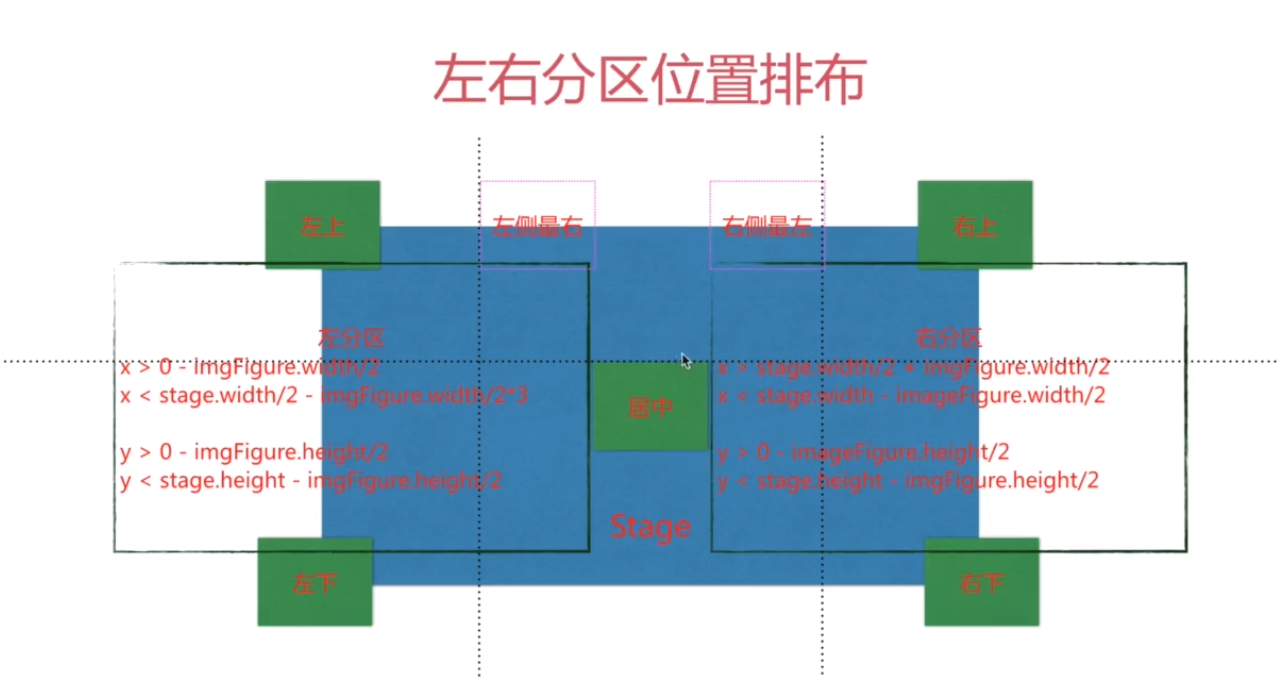 左右分区位置排布
左上
左侧最右
右侧最左
右上
左分区
x > 0 - imgFigure.width/2
x < stage.width/2 - imgFigure.width/2*3
y > 0 - imgFigure.height/2
y < stage.height - imgFigure.height/2
居中
右分区
x > stage.width/2 + imgFigure.width/2
x < stage.width - imageFigure.width/2
y > 0 - imageFigure.height/2
y < stage.height - imgFigure.height/2
Stage
左下
右下